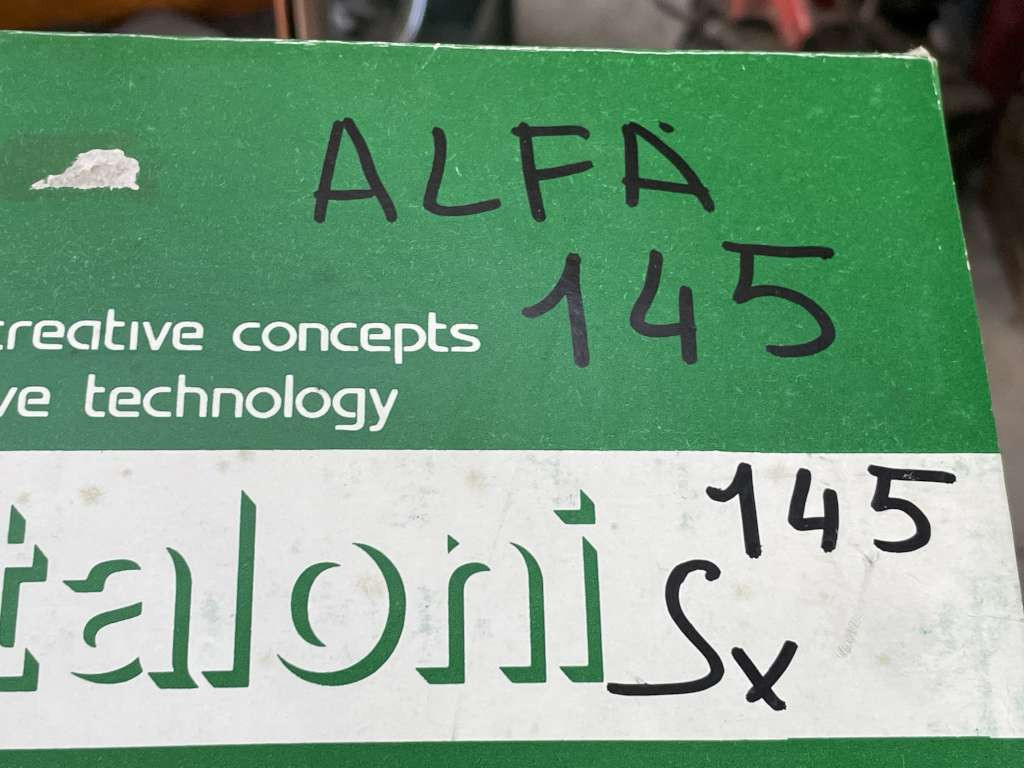 ALFA
145
creative concepts
ve technology
145
taloni
Sx